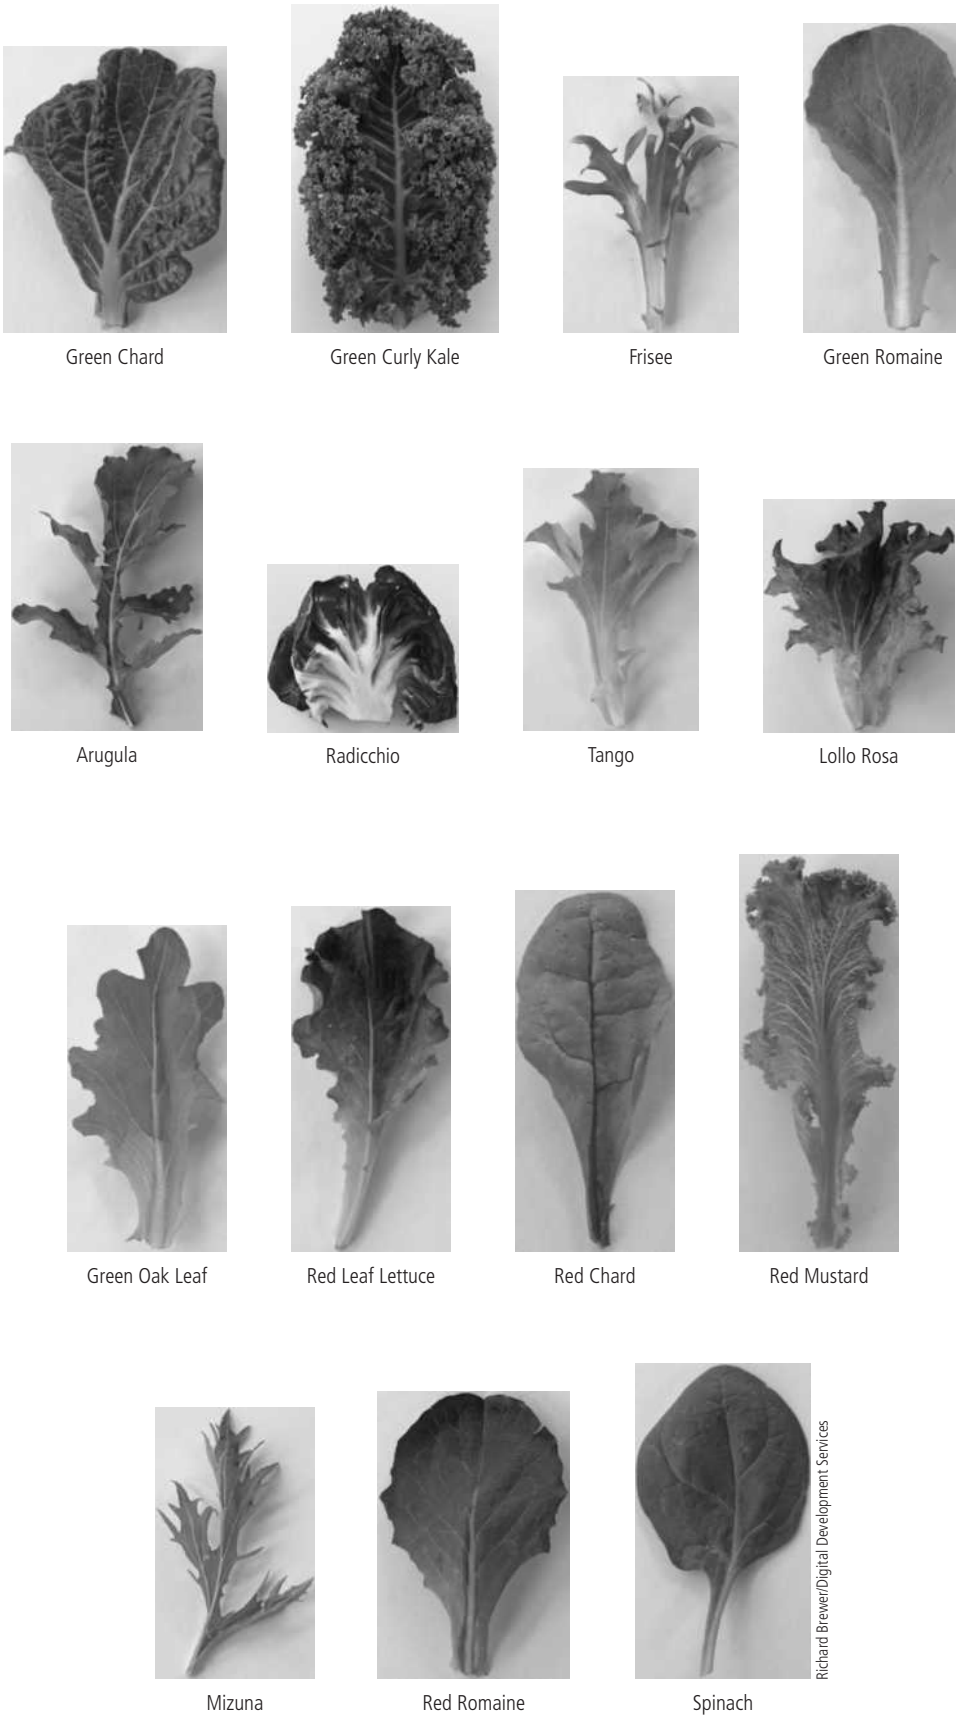 Green Chard
Green Curly Kale
Frisee
Green Romaine
Arugula
Radicchio
Tango
Lollo Rosa
Green Oak Leaf
Red Leaf Lettuce
Red Chard
Red Mustard
Richard Brewer/Digital Development Services
Mizuna
Red Romaine
Spinach